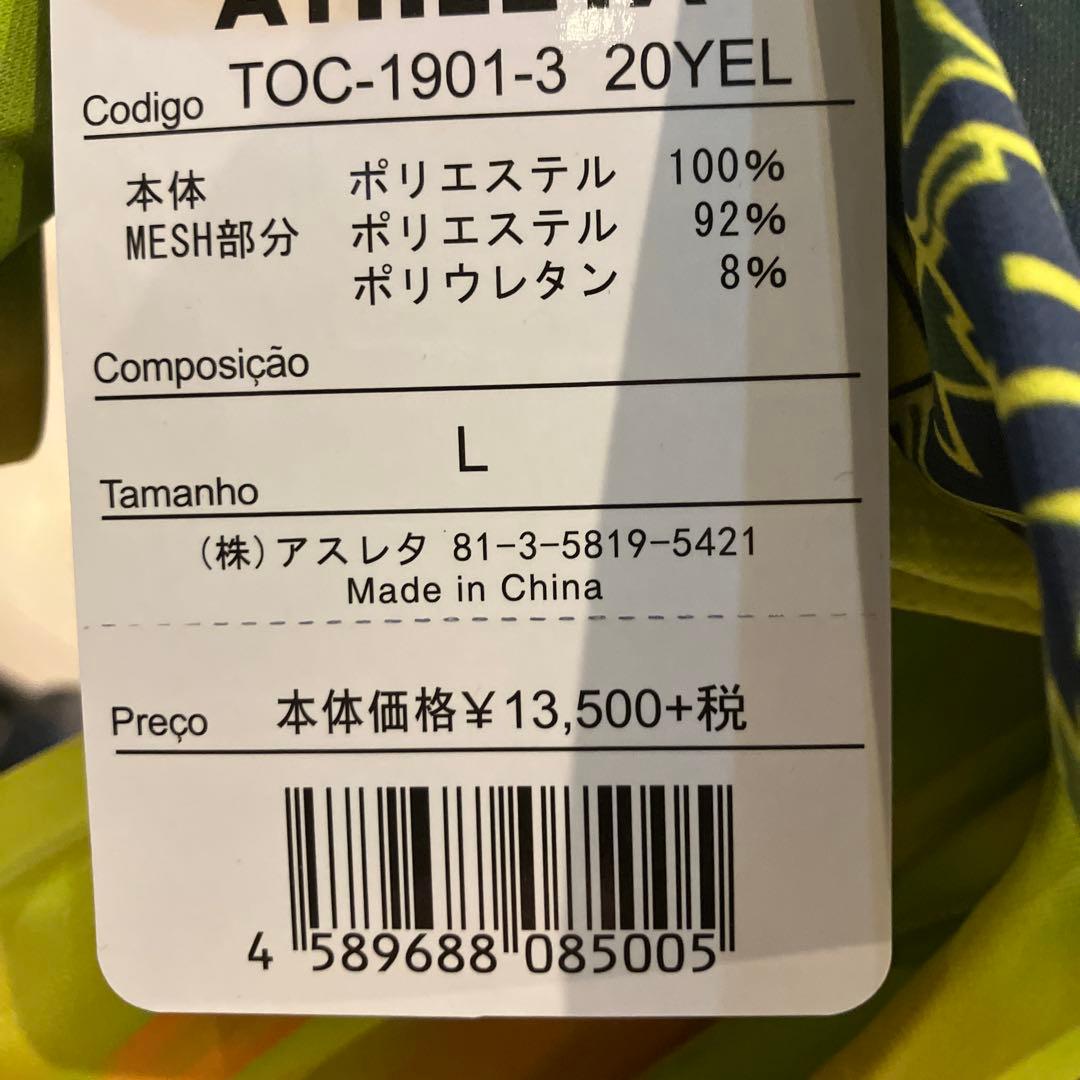 ATHLETA
Codigo TOC-1901-3 20YEL
本体 ポリエステル 100%
MESH部分 ポリエステル 92%
ポリウレタン 8%
Composição
L
Tamanho
(株)アスレタ 81-3-5819-5421
Made in China
Preço 本体価格¥13,500+税
4 589688 085005